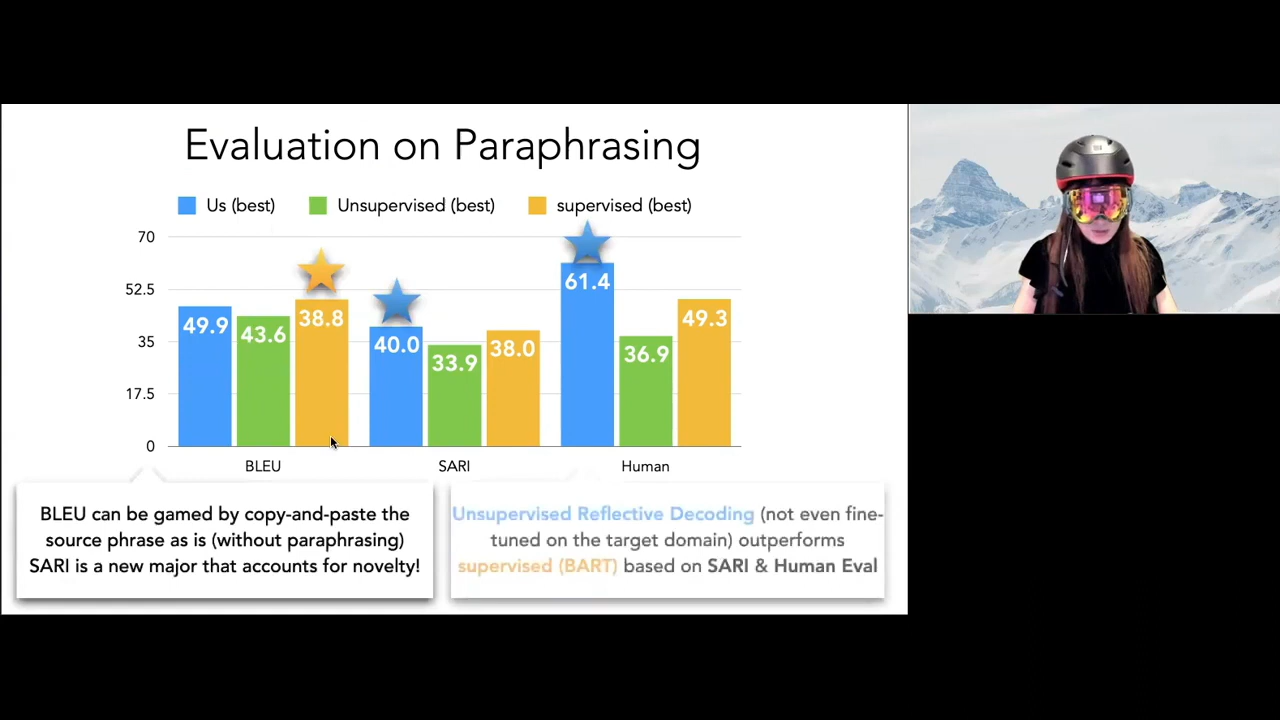 Evaluation on Paraphrasing
Us (best) Unsupervised (best) supervised (best)
70
52.5
35
17.5
0
49.9 43.6 38.8 40.0 33.9 38.0 61.4 36.9 49.3
BLEU SARI Human
BLEU can be gamed by copy-and-paste the
source phrase as is (without paraphrasing)
SARI is a new major that accounts for novelty!
Unsupervised Reflective Decoding (not even fine-
tuned on the target domain) outperforms
supervised (BART) based on SARI & Human Eval